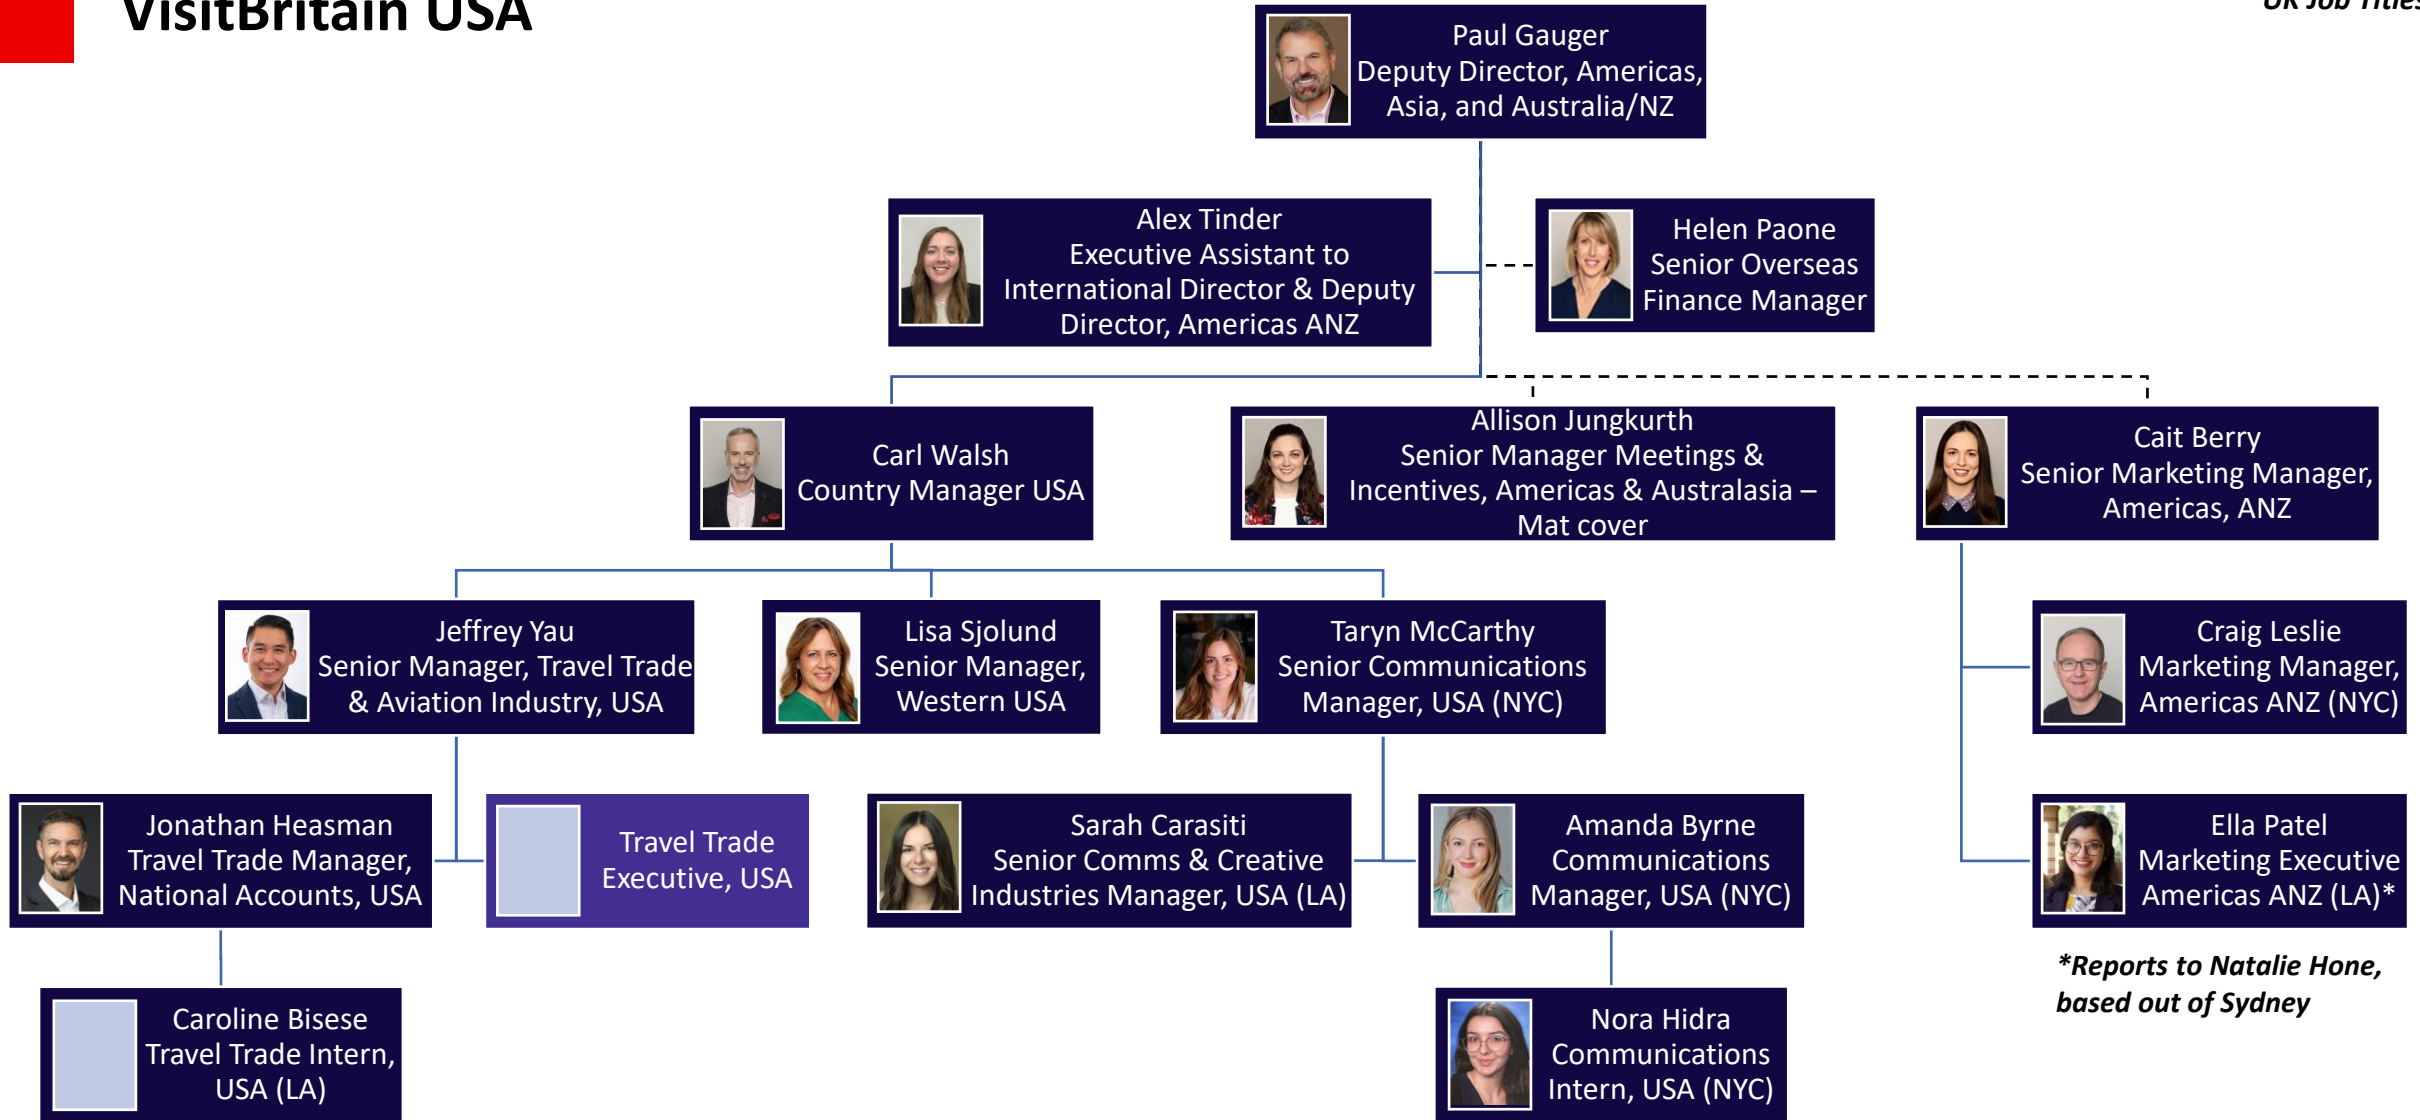 VisitBritain USA
UK Job Titles
Paul Gauger
Deputy Director, Americas,
Asia, and Australia/NZ
Alex Tinder
Executive Assistant to
International Director & Deputy
Director, Americas ANZ
Helen Paone
Senior Overseas
Finance Manager
Carl Walsh
Country Manager USA
Allison Jungkurth
Senior Manager Meetings &
Incentives, Americas & Australasia –
Mat cover
Cait Berry
Senior Marketing Manager,
Americas, ANZ
Jeffrey Yau
Senior Manager, Travel Trade
& Aviation Industry, USA
Lisa Sjolund
Senior Manager,
Western USA
Taryn McCarthy
Senior Communications
Manager, USA (NYC)
Craig Leslie
Marketing Manager,
Americas ANZ (NYC)
Jonathan Heasman
Travel Trade Manager,
National Accounts, USA
Travel Trade
Executive, USA
Sarah Carasiti
Senior Comms & Creative
Industries Manager, USA (LA)
Amanda Byrne
Communications
Manager, USA (NYC)
Ella Patel
Marketing Executive
Americas ANZ (LA)*
*Reports to Natalie Hone,
based out of Sydney
Caroline Bisese
Travel Trade Intern,
USA (LA)
Nora Hidra
Communications
Intern, USA (NYC)